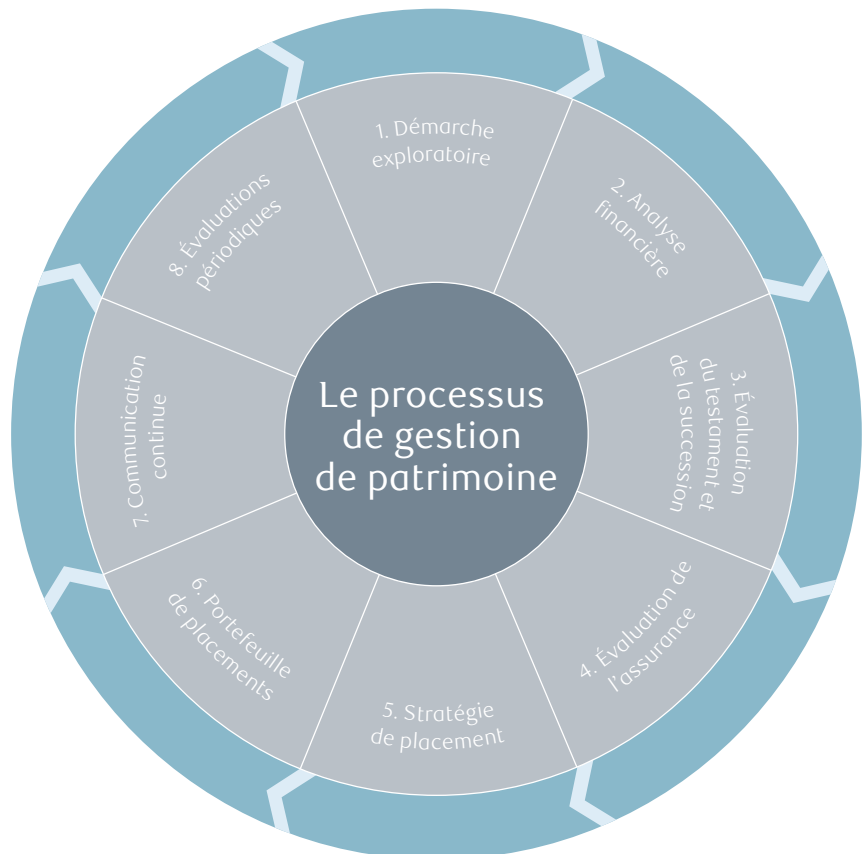 Le processus
de gestion
de patrimoine
1. Démarche
exploratoire
2. Analyse
financière
3. Évaluation
du testament et
de la succession
4. Évaluation de
l'assurance
5. Stratégie
de placement
6. Portefeuille
de placements
7. Communication
continue
8. Évaluations
périodiques